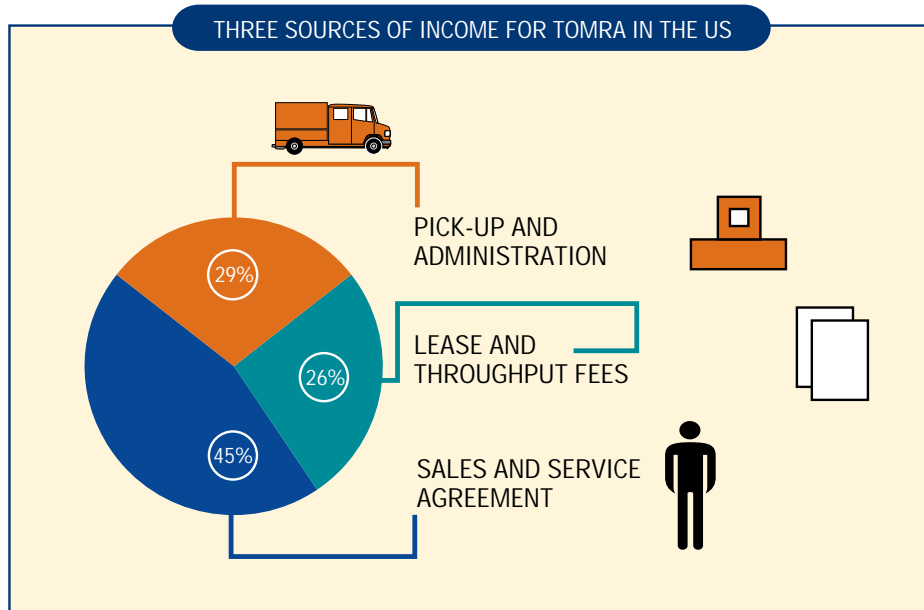 THREE SOURCES OF INCOME FOR TOMRA IN THE US
PICK-UP AND
ADMINISTRATION
29%
LEASE AND
THROUGHPUT FEES
26%
45%
SALES AND SERVICE
AGREEMENT